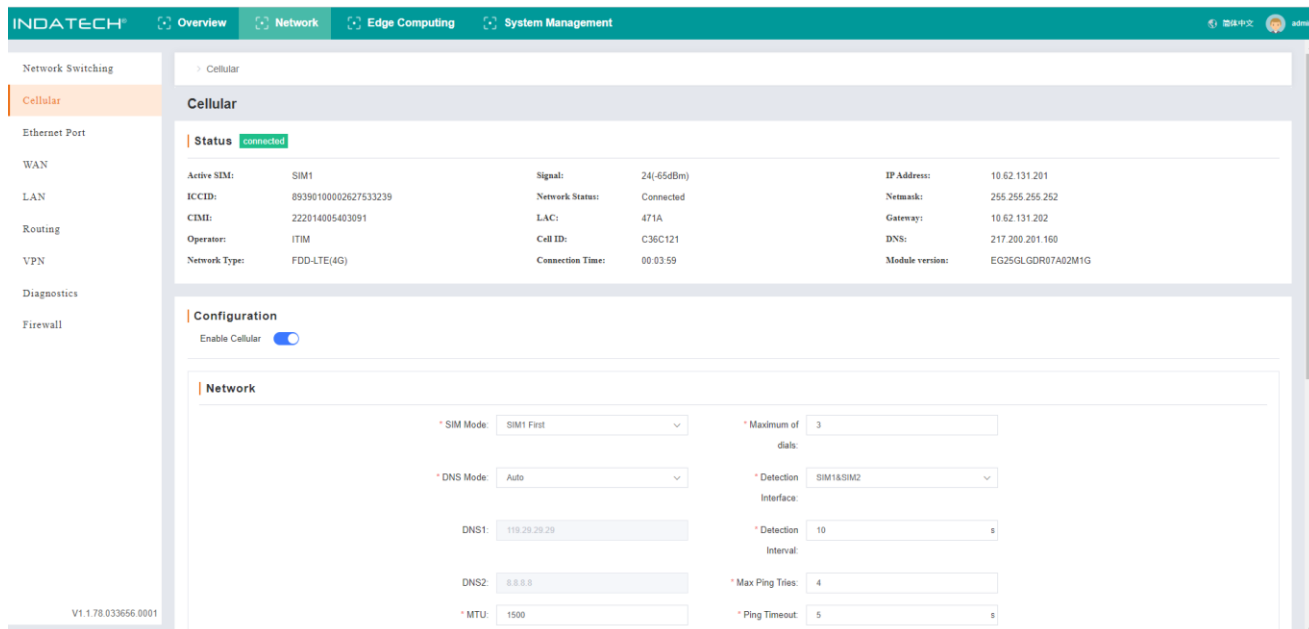 INDATECH® Overview Network Edge Computing System Management 简体中文 admi
Network Switching
Cellular
Ethernet Port
WAN
LAN
Routing
VPN
Diagnostics
Firewall
V1.1.78.033656.0001
> Cellular
Cellular
Status connected
Active SIM: SIM1 Signal: 24(-65dBm) IP Address: 10.62.131.201
ICCID: 89390100002627533239 Network Status: Connected Netmask: 255.255.255.252
CIMI: 222014005403091 LAC: 471A Gateway: 10.62.131.202
Operator: ITIM Cell ID: C36C121 DNS: 217.200.201.160
Network Type: FDD-LTE(4G) Connection Time: 00:03:59 Module version: EG25GLGDR07A02M1G
Configuration
Enable Cellular
Network
* SIM Mode: SIM1 First * Maximum of 3
dials:
* DNS Mode: Auto * Detection SIM1&SIM2
Interface:
DNS1: 119.29.29.29 * Detection 10 s
Interval:
DNS2: 8.8.8.8 * Max Ping Tries: 4
* MTU: 1500 * Ping Timeout: 5 s